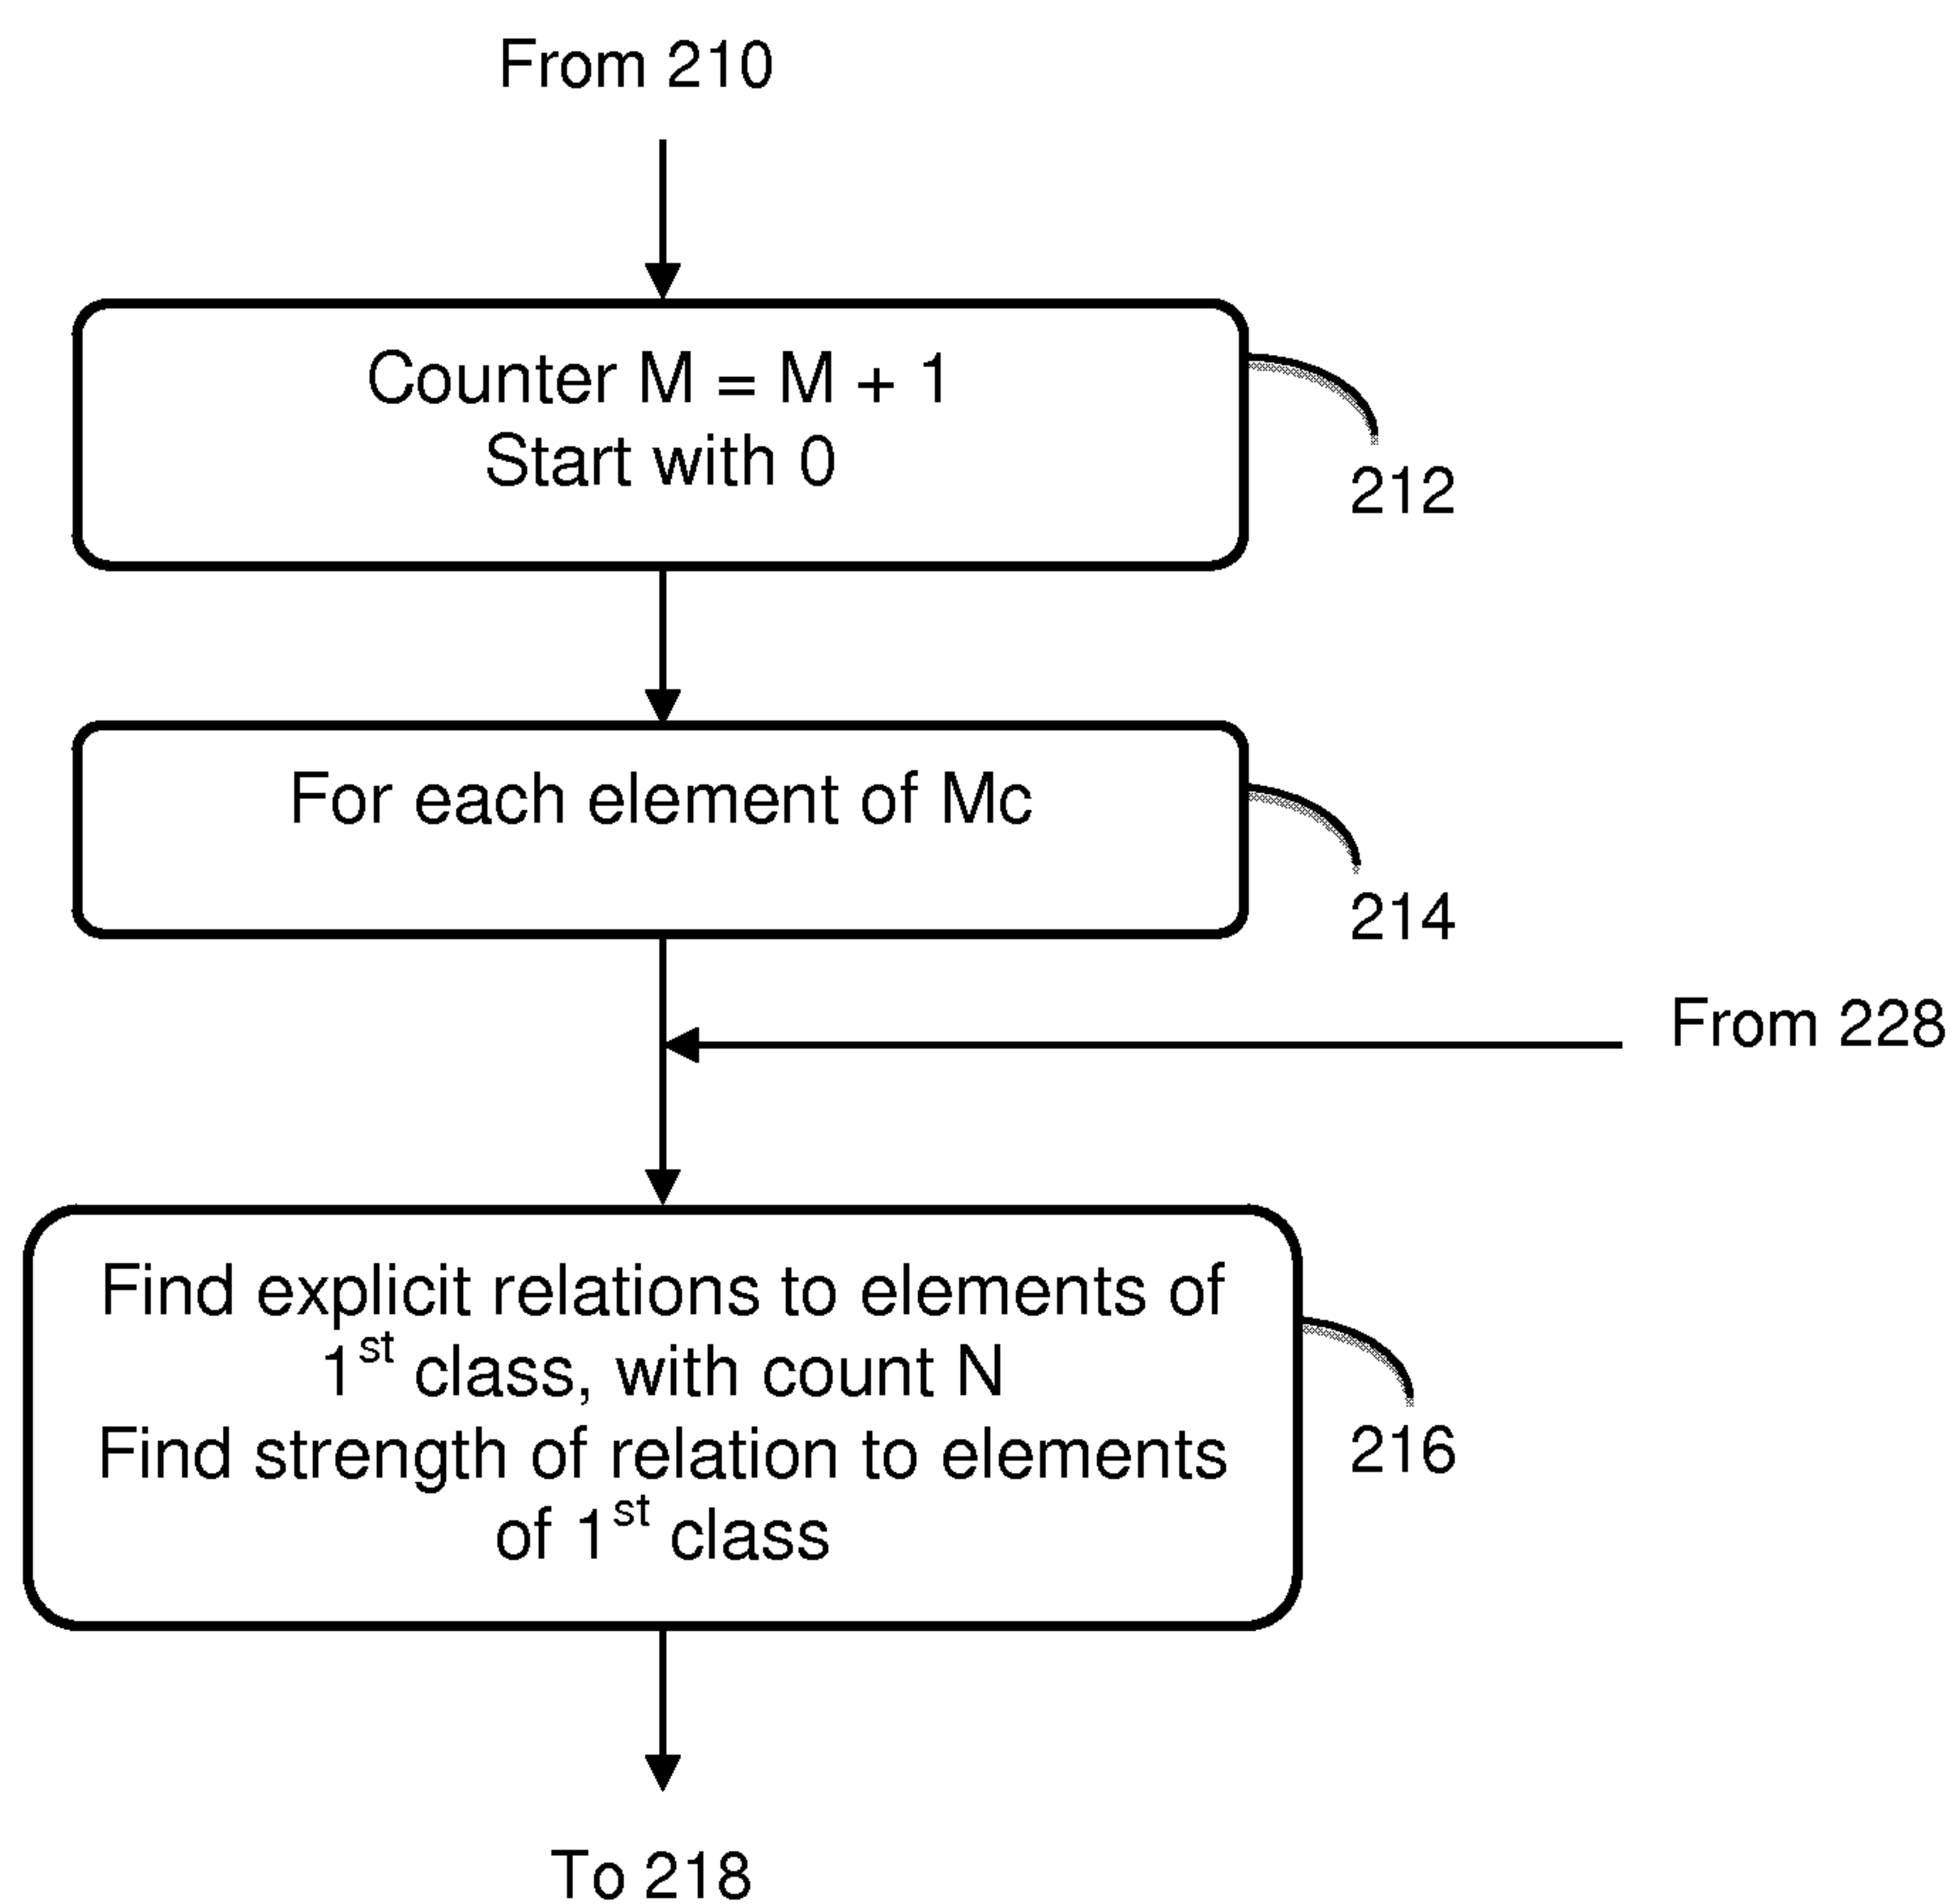 From 210
Counter M = M + 1
Start with 0
212
For each element of Mc
214
From 228
Find explicit relations to elements of
1st class, with count N
Find strength of relation to elements
of 1st class
216
To 218